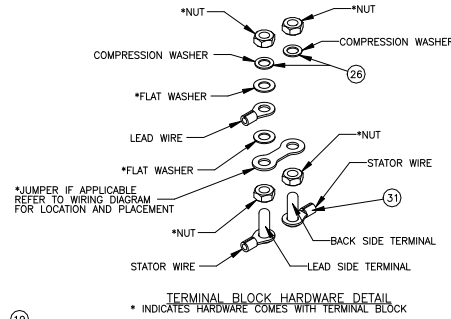 *NUT
*NUT
COMPRESSION WASHER
COMPRESSION WASHER
26
*FLAT WASHER
LEAD WIRE
*NUT
*FLAT WASHER
STATOR WIRE
*JUMPER IF APPLICABLE
REFER TO WIRING DIAGRAM
FOR LOCATION AND PLACEMENT
31
*NUT
BACK SIDE TERMINAL
STATOR WIRE
LEAD SIDE TERMINAL
TERMINAL BLOCK HARDWARE DETAIL
* INDICATES HARDWARE COMES WITH TERMINAL BLOCK